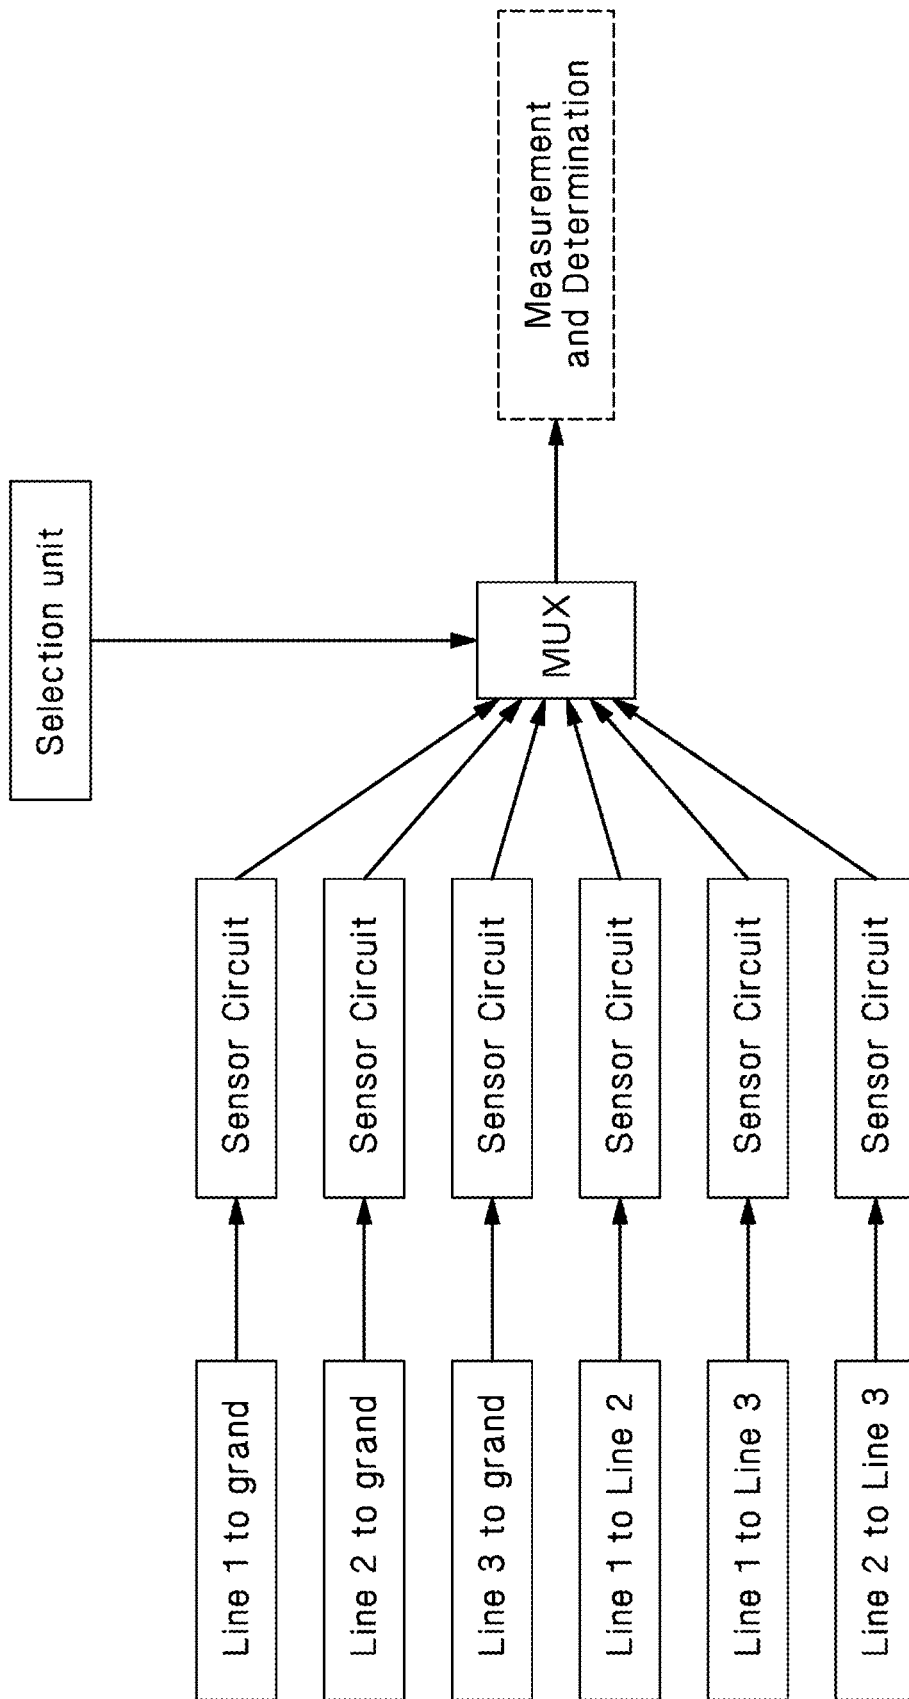 Selection unit
Line 1 to grand
Sensor Circuit
Line 2 to grand
Sensor Circuit
Line 3 to grand
Sensor Circuit
MUX
Measurement
and Determination
Line 1 to Line 2
Sensor Circuit
Line 1 to Line 3
Sensor Circuit
Line 2 to Line 3
Sensor Circuit